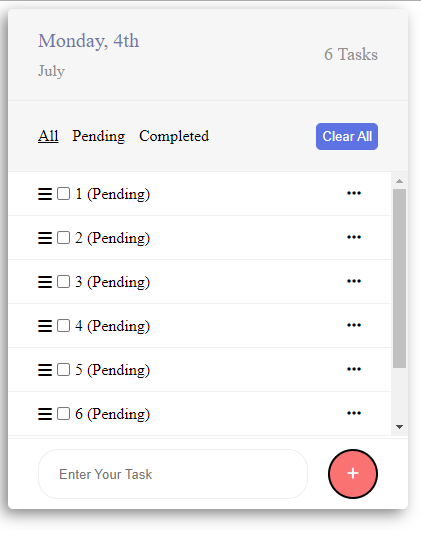 Monday, 4th
July
6 Tasks
All Pending Completed Clear All
1 (Pending)
2 (Pending)
3 (Pending)
4 (Pending)
5 (Pending)
6 (Pending)
Enter Your Task +